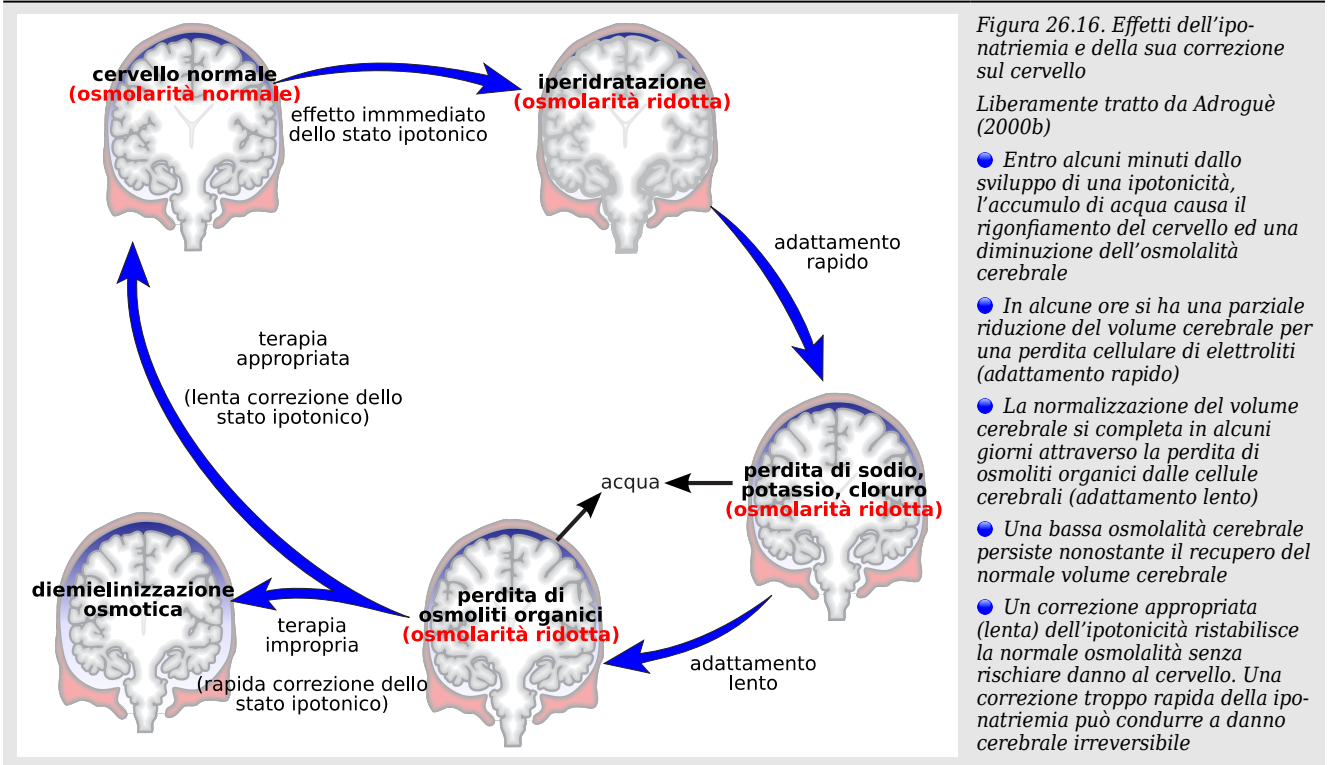 cervello normale
(osmolarità normale)
effetto immmediato
dello stato ipotonico
iperidratazione
(osmolarità ridotta)
adattamento
rapido
terapia
appropriata
(lenta correzione dello
stato ipotonico)
acqua
perdita di sodio,
potassio, cloruro
(osmolarità ridotta)
diemielinizzazione
osmotica
terapia
impropria
(rapida correzione dello
stato ipotonico)
perdita di
osmoliti organici
(osmolarità ridotta)
adattamento
lento
Figura 26.16. Effetti dell'ipo-
natriemia e della sua correzione
sul cervello
Liberamente tratto da Adroguè
(2000b)
Entro alcuni minuti dallo
sviluppo di una ipotonicità,
l'accumulo di acqua causa il
rigonfiamento del cervello ed una
diminuzione dell'osmolalità
cerebrale
In alcune ore si ha una parziale
riduzione del volume cerebrale per
una perdita cellulare di elettroliti
(adattamento rapido)
La normalizzazione del volume
cerebrale si completa in alcuni
giorni attraverso la perdita di
osmoliti organici dalle cellule
cerebrali (adattamento lento)
Una bassa osmolalità cerebrale
persiste nonostante il recupero del
normale volume cerebrale
Un correzione appropriata
(lenta) dell'ipotonicità ristabilisce
la normale osmolalità senza
rischiare danno al cervello. Una
correzione troppo rapida della ipo-
natriemia può condurre a danno
cerebrale irreversibile